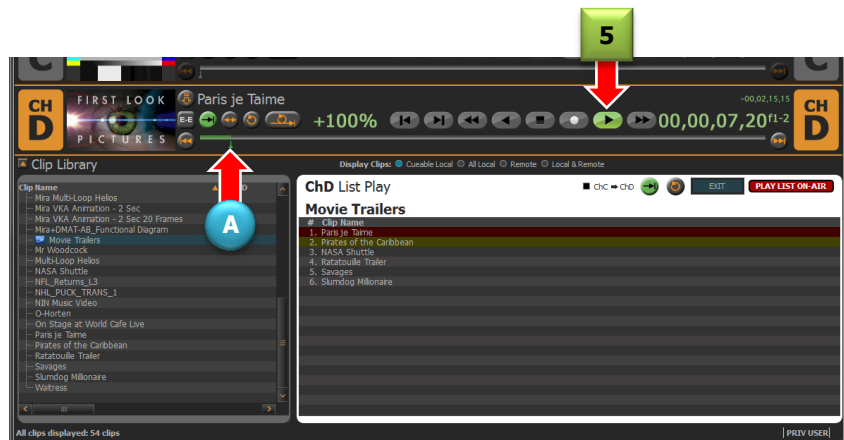 5
C
C
CH
D
FIRST LOOK
PICTURES
E-E
Paris je Taime
+100%
-00,02,15,15
00,00,07,20f1-2
CH
D
Clip Library
Display Clips: Cueable Local All Local Remote Local & Remote
Clip Name
D
Mira Multi-Loop Helios
Mira VKA Animation - 2 Sec
Mira VKA Animation - 2 Sec 20 Frames
Mira+DMAT-AB_Functional Diagram
Movie Trailers
Mr Woodcock
Multi-Loop Helios
NASA Shuttle
NFL_Returns_L3
NHL_PUCK_TRANS_1
NIN Music Video
O-Horten
On Stage at World Cafe Live
Paris je Taime
Pirates of the Caribbean
Ratatouille Trailer
Savages
Slumdog Millionaire
Waitress
A
ChD List Play
ChC ChD
EXIT
PLAY LIST ON-AIR
Movie Trailers
# Clip Name
1. Paris je Taime
2. Pirates of the Caribbean
3. NASA Shuttle
4. Ratatouille Trailer
5. Savages
6. Slumdog Millionaire
All clips displayed: 54 clips
PRIV USER